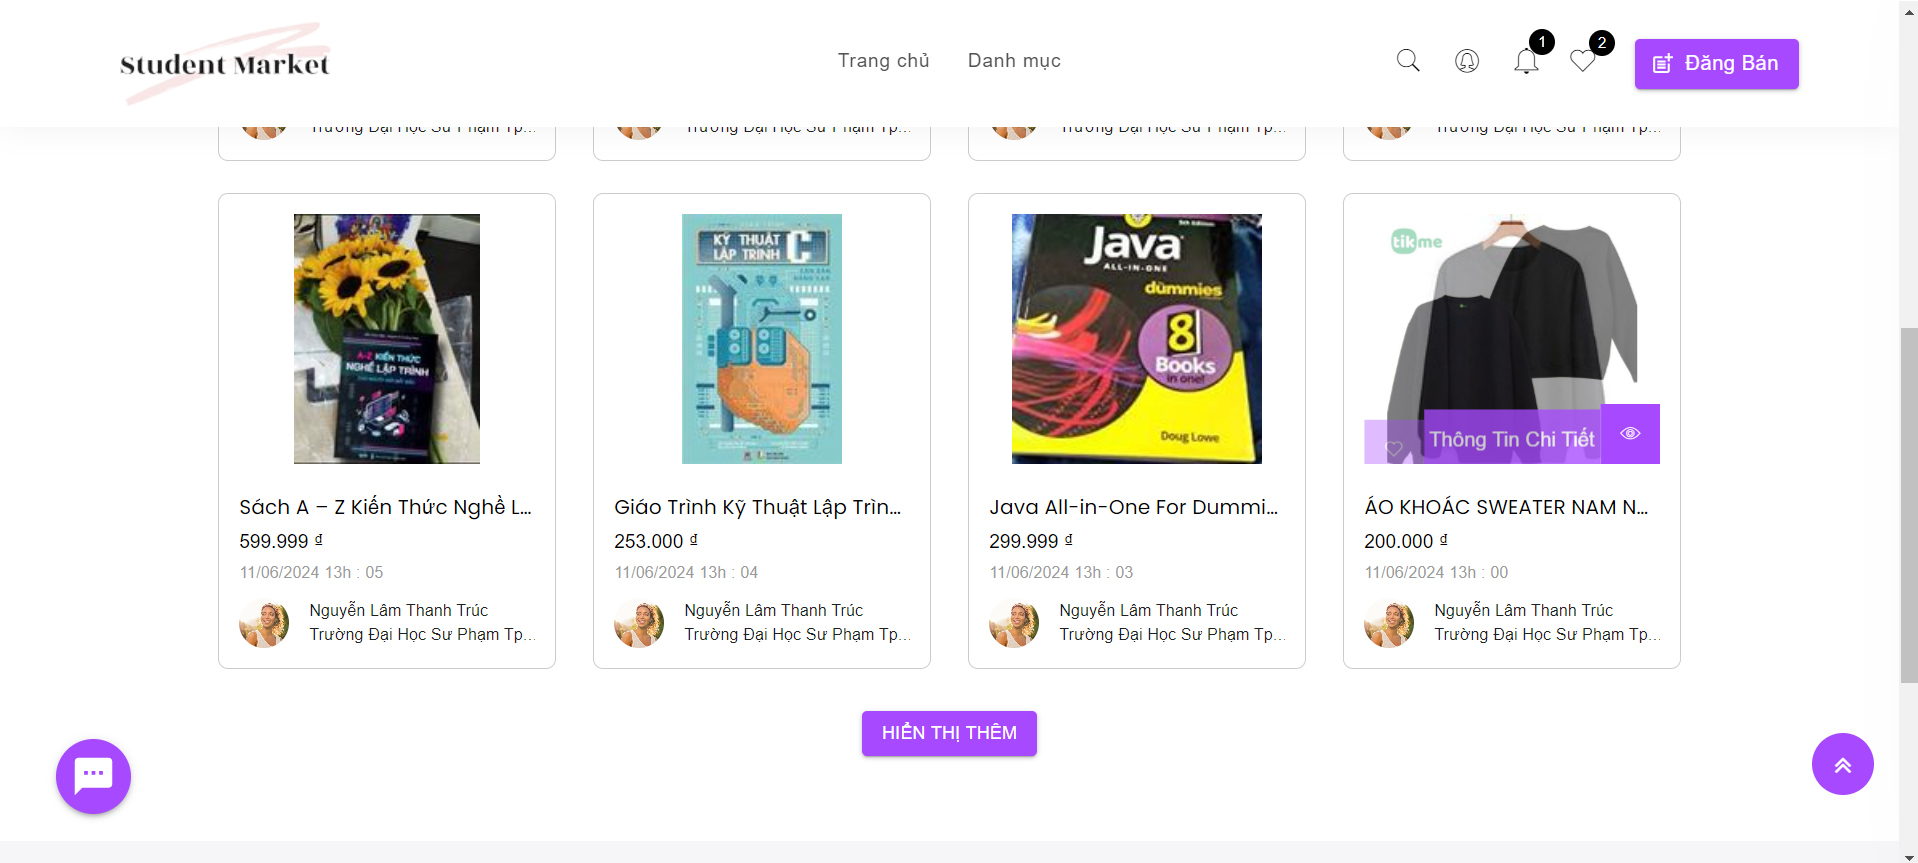 Student Market
Trang chủ
Danh mục
1
2
Đăng Bán
Trường Đại Học Sư Phạm Tp...
Trường Đại Học Sư Phạm Tp...
Trường Đại Học Sư Phạm Tp...
Trường Đại Học Sư Phạm Tp...
A-Z KIẾN THỨC
NGHỀ LẬP TRÌNH
Sách A – Z Kiến Thức Nghề L...
599.999 ₫
11/06/2024 13h : 05
Nguyễn Lâm Thanh Trúc
Trường Đại Học Sư Phạm Tp...
KỸ THUẬT
LẬP TRÌNH C
Giáo Trình Kỹ Thuật Lập Trìn...
253.000 ₫
11/06/2024 13h : 04
Nguyễn Lâm Thanh Trúc
Trường Đại Học Sư Phạm Tp...
5th Edition
Java
ALL-IN-ONE
dummies
8
Books
in one!
Doug Lowe
Java All-in-One For Dummi...
299.999 ₫
11/06/2024 13h : 03
Nguyễn Lâm Thanh Trúc
Trường Đại Học Sư Phạm Tp...
tikme
Thông Tin Chi Tiết
ÁO KHOÁC SWEATER NAM N...
200.000 ₫
11/06/2024 13h : 00
Nguyễn Lâm Thanh Trúc
Trường Đại Học Sư Phạm Tp...
HIỂN THỊ THÊM